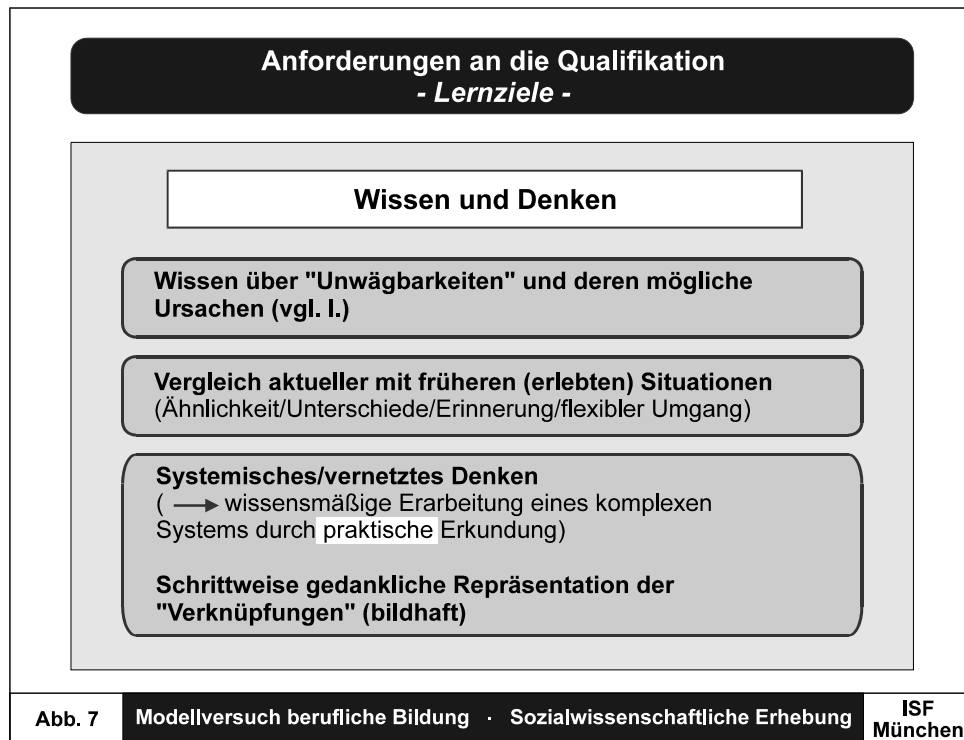 Anforderungen an die Qualifikation
- Lernziele -
Wissen und Denken
Wissen über "Unwägbarkeiten" und deren mögliche
Ursachen (vgl. I.)
Vergleich aktueller mit früheren (erlebten) Situationen
(Ähnlichkeit/Unterschiede/Erinnerung/flexibler Umgang)
Systemisches/vernetztes Denken
( → wissensmäßige Erarbeitung eines komplexen
Systems durch praktische Erkundung)
Schrittweise gedankliche Repräsentation der
"Verknüpfungen" (bildhaft)
Abb. 7 Modellversuch berufliche Bildung · Sozialwissenschaftliche Erhebung ISF
München